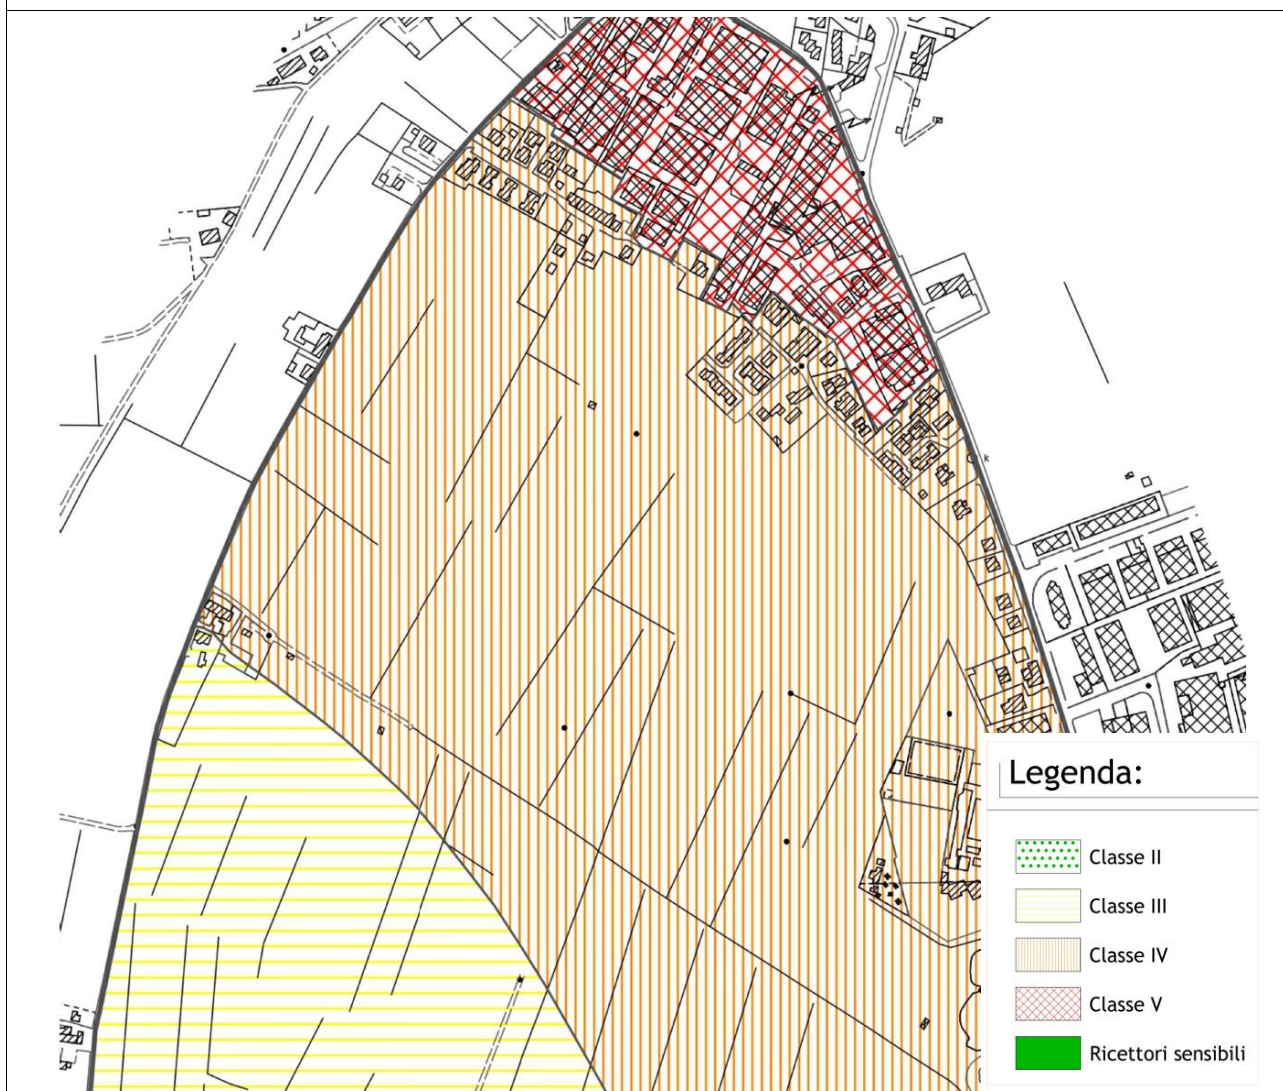 k
Legenda:
Classe II
Classe III
Classe IV
Classe V
Ricettori sensibili